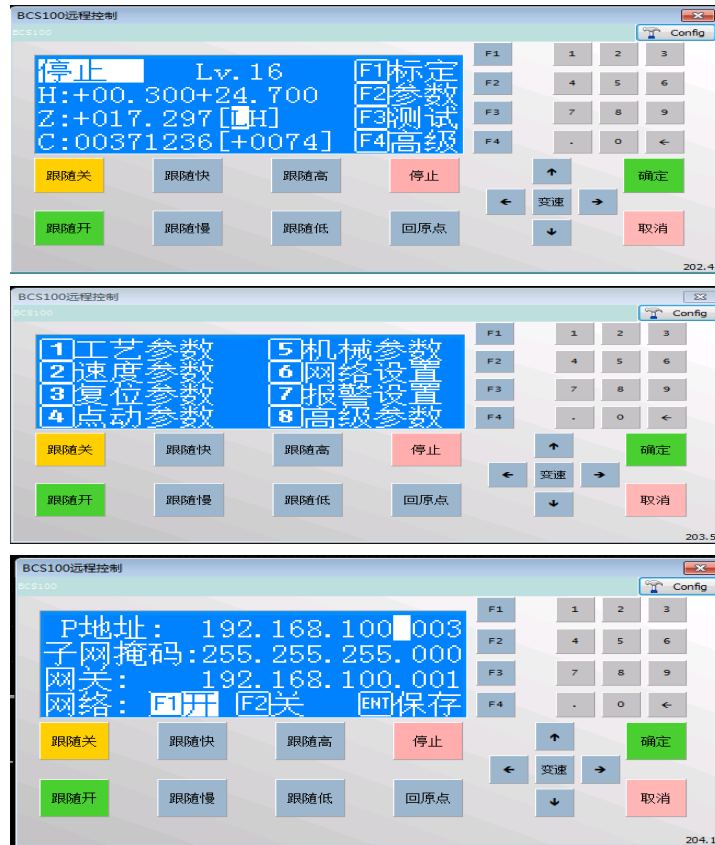 BCS100远程控制
BCS100
Config
停止 Lv.16 F1标定
H:+00.300+24.700 F2参数
Z:+017.297[LH] F3测试
C:00371236[+0074] F4高级
F1 1 2 3
F2 4 5 6
F3 7 8 9
F4 . 0 ←
跟随关 跟随快 跟随高 停止 ↑ 确定
← 变速 →
跟随开 跟随慢 跟随低 回原点 ↓ 取消
202.4
BCS100远程控制
BCS100
Config
1工艺参数 5机械参数
2速度参数 6网络设置
3复位参数 7报警设置
4点动参数 8高级参数
F1 1 2 3
F2 4 5 6
F3 7 8 9
F4 . 0 ←
跟随关 跟随快 跟随高 停止 ↑ 确定
← 变速 →
跟随开 跟随慢 跟随低 回原点 ↓ 取消
203.5
BCS100远程控制
BCS100
Config
P地址: 192.168.100 003
子网掩码:255.255.255.000
网关: 192.168.100.001
网络: F1开 F2关 ENT保存
F1 1 2 3
F2 4 5 6
F3 7 8 9
F4 . 0 ←
跟随关 跟随快 跟随高 停止 ↑ 确定
← 变速 →
跟随开 跟随慢 跟随低 回原点 ↓ 取消
204.1